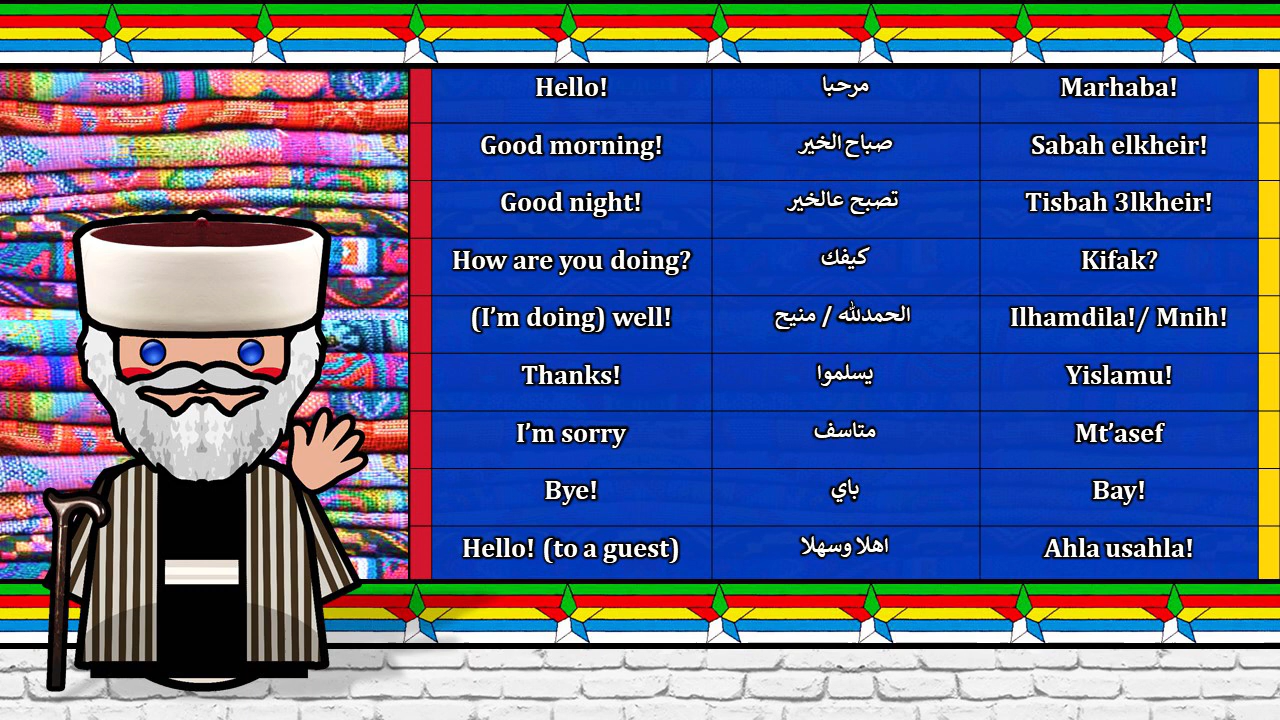 Hello! مرحبا Marhaba!
Good morning! صباح الخير Sabah elkheir!
Good night! تصبح عالخير Tisbah 3lkheir!
How are you doing? كيفك Kifak?
(I’m doing) well! الحمدلله / منيح Ilhamdila!/ Mnih!
Thanks! يسلموا Yislamu!
I’m sorry متاسف Mt’asef
Bye! باي Bay!
Hello! (to a guest) اهلا وسهلا Ahla usahla!